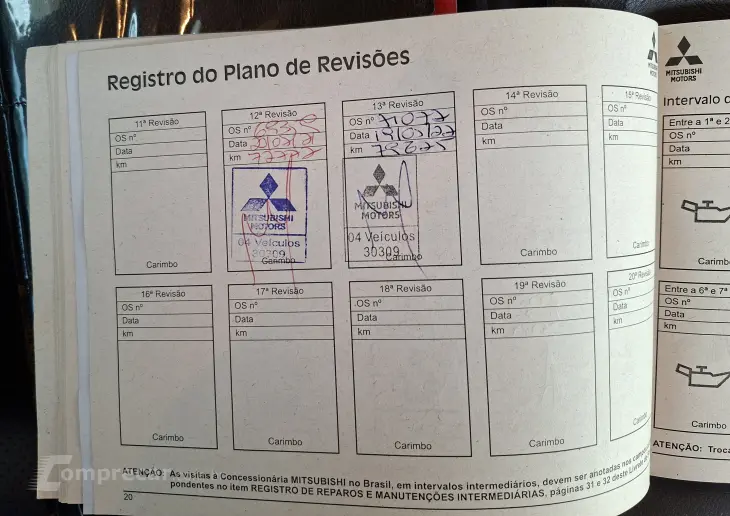 Registro do Plano de Revisões
MITSUBISHI
MOTORS
11ª Revisão
OS nº
Data
km
Carimbo
12ª Revisão
OS nº
Data
km
MITSUBISHI
MOTORS
04 Veículos
30309
Carimbo
13ª Revisão
OS nº 71077
Data
km
MITSUBISHI
MOTORS
04 Veículos
30309
Carimbo
14ª Revisão
OS nº
Data
km
Carimbo
15ª Revisão
OS nº
Data
km
Carimbo
16ª Revisão
OS nº
Data
km
Carimbo
17ª Revisão
OS nº
Data
km
Carimbo
18ª Revisão
OS nº
Data
km
Carimbo
19ª Revisão
OS nº
Data
km
Carimbo
20ª Revisão
OS nº
Data
km
Carimbo
ATENÇÃO: As visitas a Concessionária MITSUBISHI no Brasil, em intervalos intermediários, devem ser anotadas nos
pondentes no item REGISTRO DE REPAROS E MANUTENÇÕES INTERMEDIÁRIAS, páginas 31 e 32 deste
20
Intervalo
Entre a 1ª e 2
OS nº
Data
km
Carimb
Entre a 6ª e 7ª
OS nº
Data
km
Carimbo
ATENÇÃO: Troca